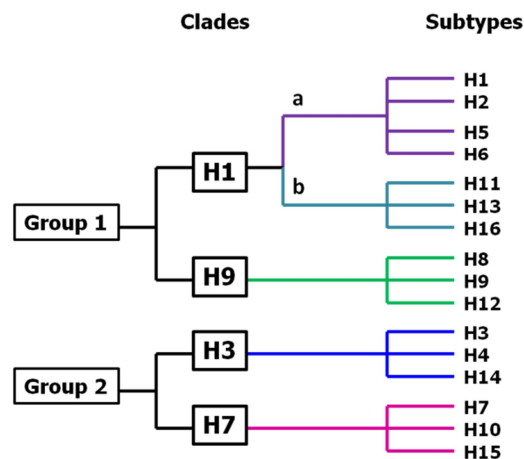 Clades Subtypes
a
H1
H2
H5
H6
H1
b
H11
H13
H16
Group 1
H9
H8
H9
H12
H3
H3
H4
H14
Group 2
H7
H7
H10
H15